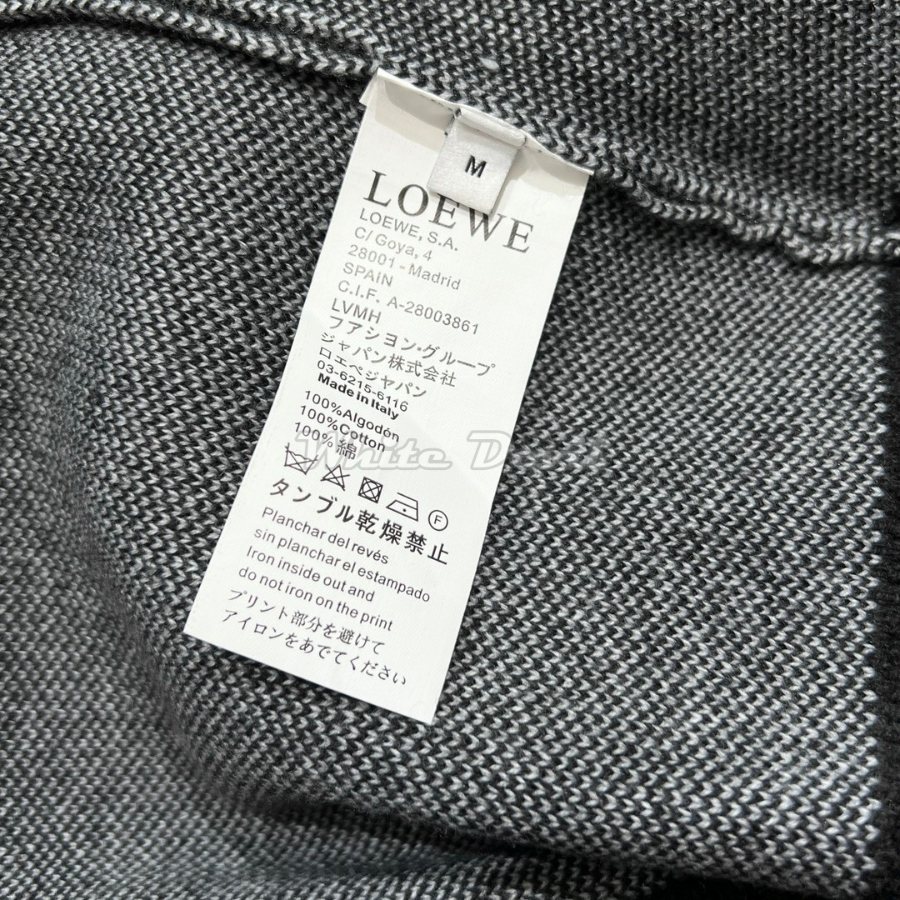 M
LOEWE
LOEWE, S.A.
C/ Goya, 4
28001 - Madrid
SPAIN
C.I.F. A-28003861
LVMH
フアシヨン・グループ
ジャパン株式会社
ロエベジャパン
03-6215-6116
Made in Italy
100%Algodón
100%Cotton
100% 綿
White
F
タンブル乾燥禁止
Planchar del revés
sin planchar el estampado
Iron inside out and
do not iron on the print
プリント部分を避けて
アイロンをあでてください